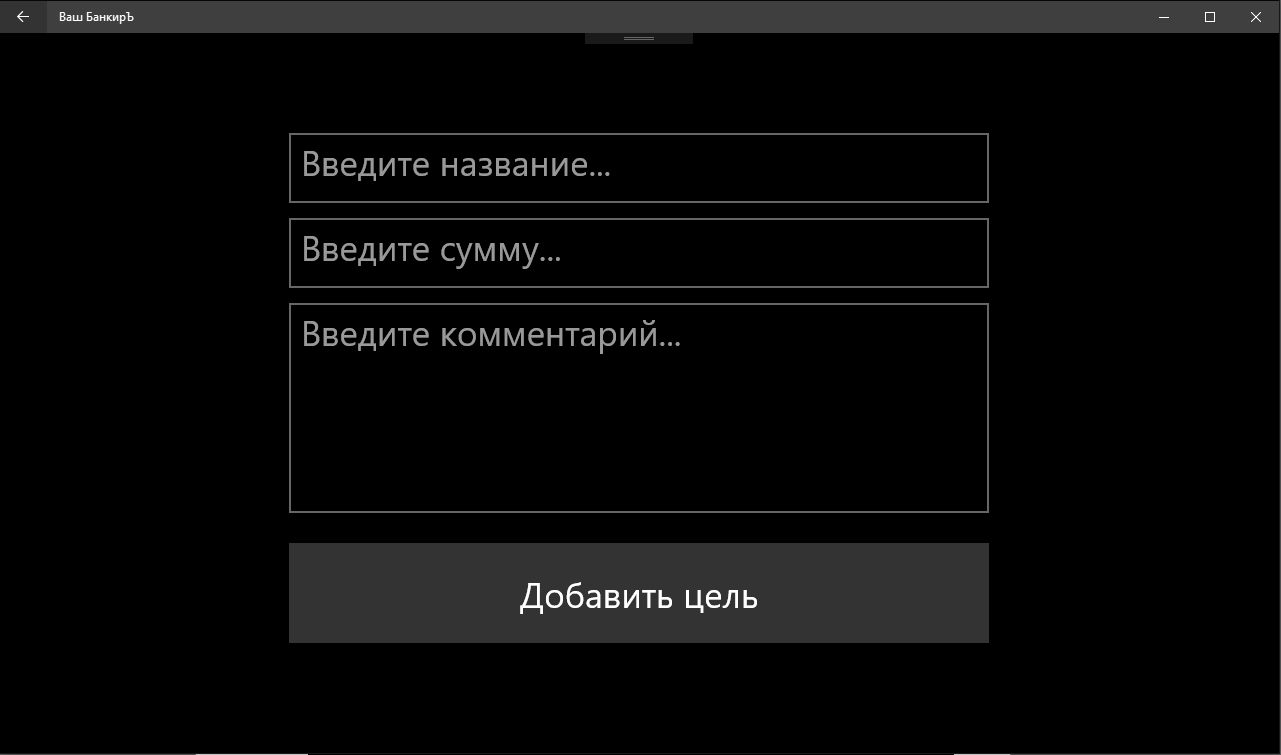 Ваш БанкирЪ
Введите название...
Введите сумму...
Введите комментарий...
Добавить цель